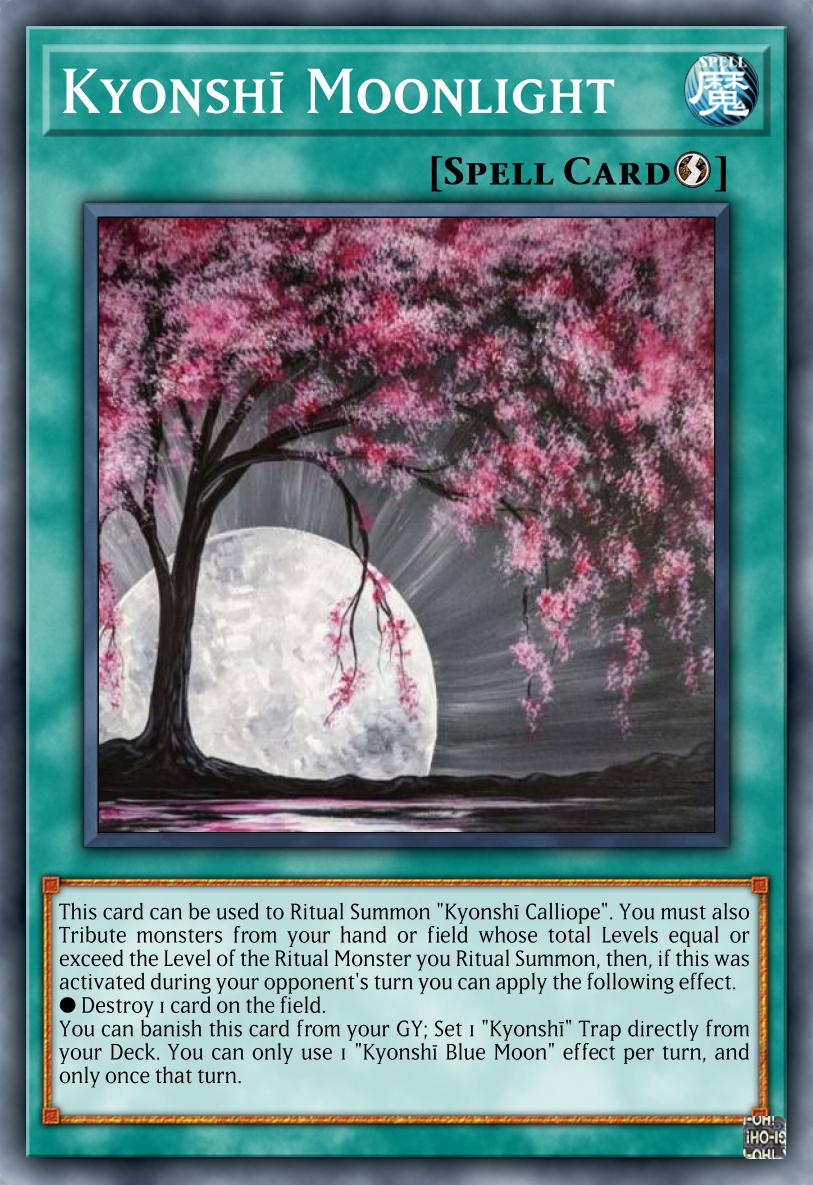 Kyonshī Moonlight
SPELL
魔
[Spell Card]
This card can be used to Ritual Summon "Kyonshī Calliope". You must also
Tribute monsters from your hand or field whose total Levels equal or
exceed the Level of the Ritual Monster you Ritual Summon, then, if this was
activated during your opponent's turn you can apply the following effect.
● Destroy 1 card on the field.
You can banish this card from your GY; Set 1 "Kyonshī" Trap directly from
your Deck. You can only use 1 "Kyonshī Blue Moon" effect per turn, and
only once that turn.